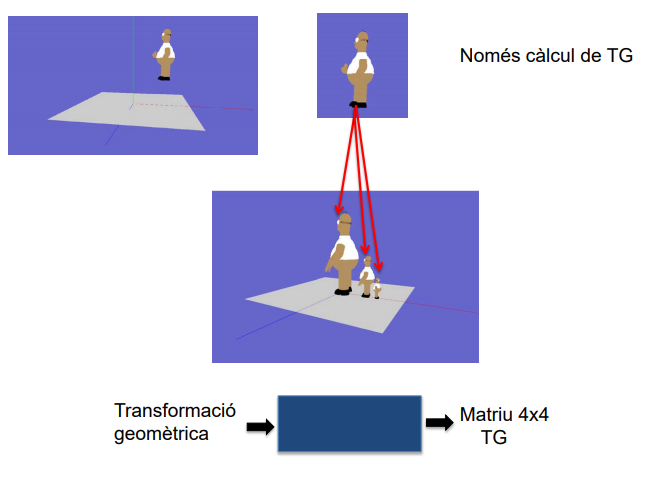 Només càlcul de TG
Transformació
geomètrica
Matriu 4x4
TG